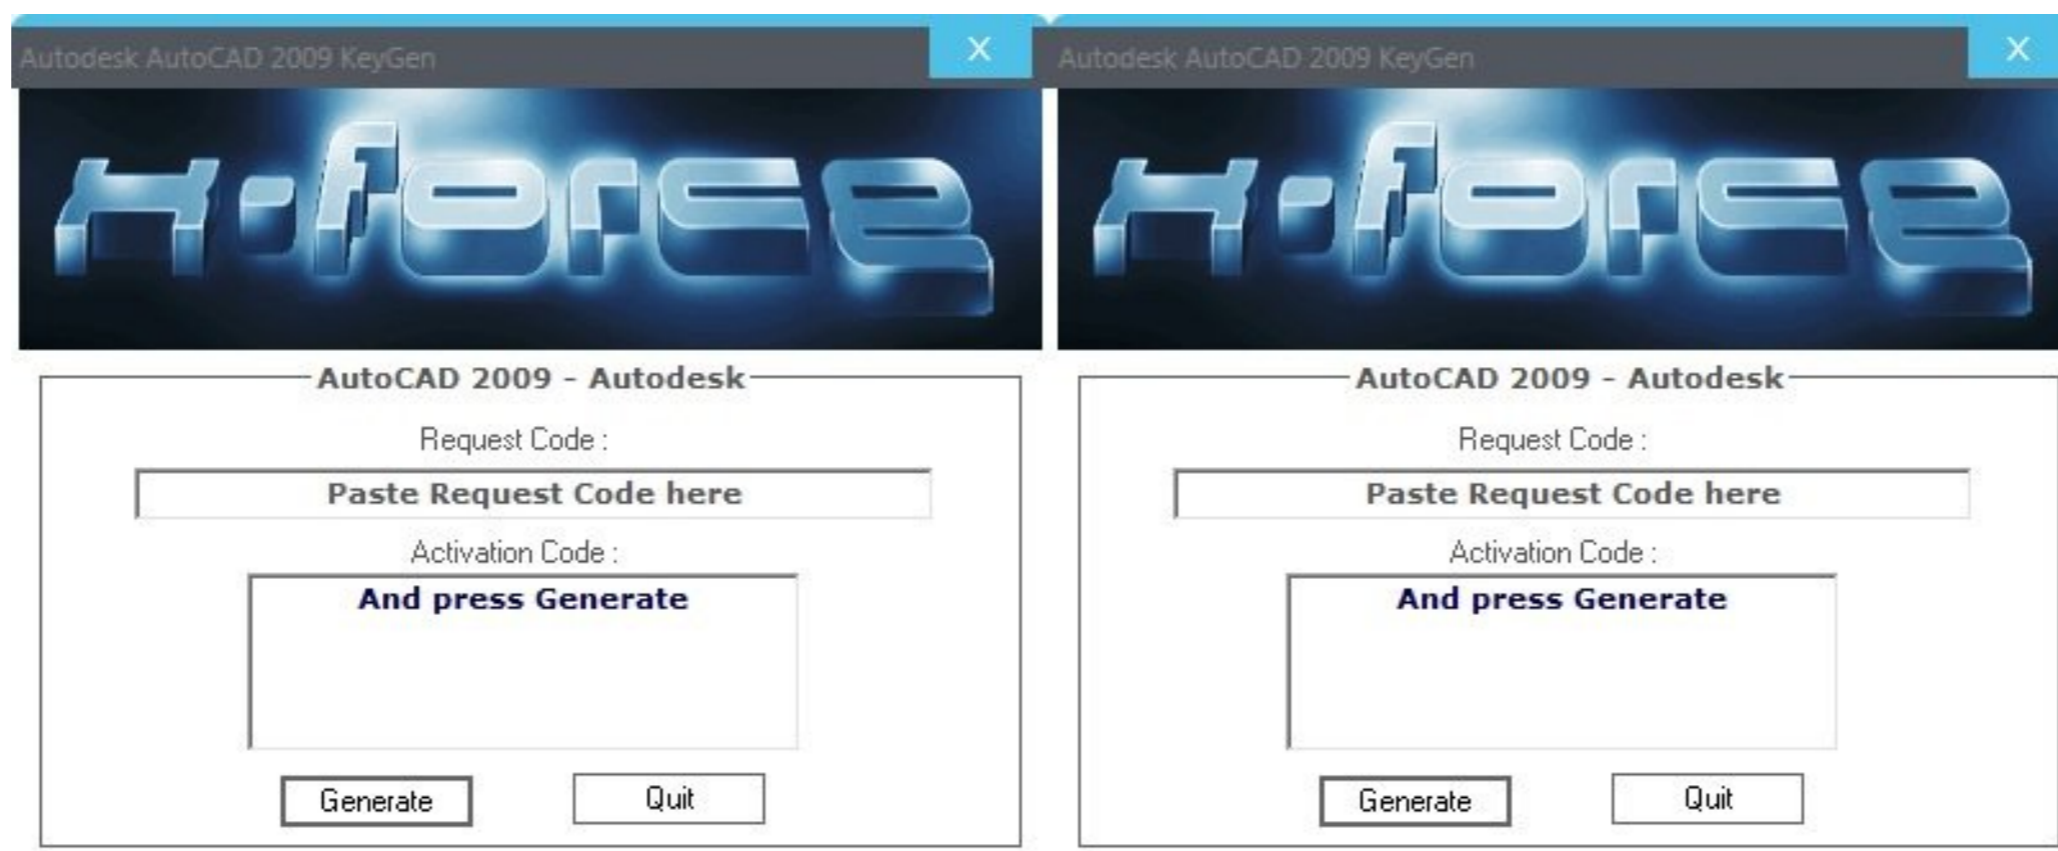 Autodesk AutoCAD 2009 KeyGen
X
x-force
AutoCAD 2009 - Autodesk
Request Code :
Paste Request Code here
Activation Code :
And press Generate
Generate
Quit
Autodesk AutoCAD 2009 KeyGen
X
x-force
AutoCAD 2009 - Autodesk
Request Code :
Paste Request Code here
Activation Code :
And press Generate
Generate
Quit